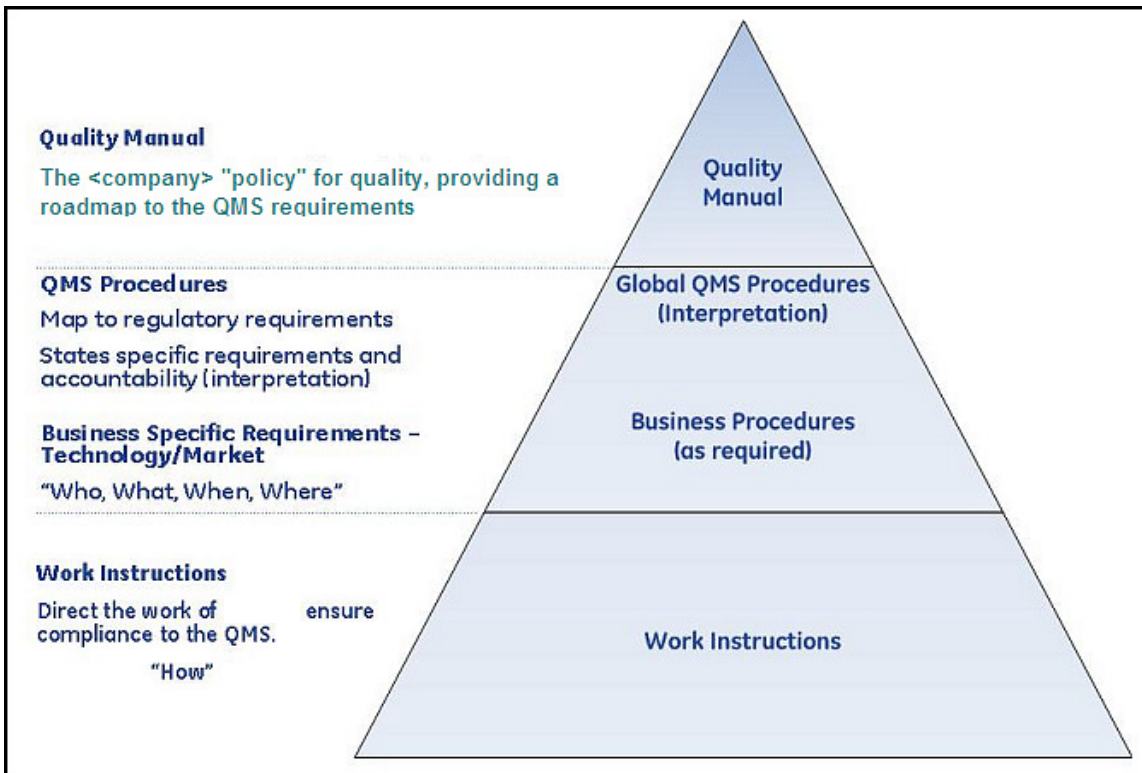 Quality Manual
The <company> "policy" for quality, providing a
roadmap to the QMS requirements
QMS Procedures
Map to regulatory requirements
States specific requirements and
accountability (interpretation)
Business Specific Requirements –
Technology/Market
“Who, What, When, Where”
Work Instructions
Direct the work of ensure
compliance to the QMS.
“How”
Quality
Manual
Global QMS Procedures
(Interpretation)
Business Procedures
(as required)
Work Instructions